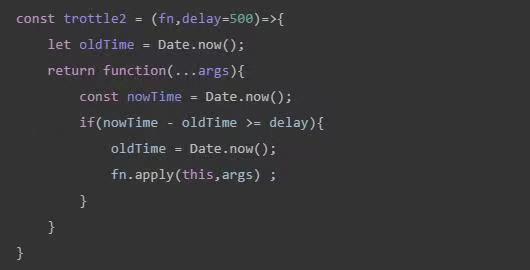 const trottle2 = (fn,delay=500)=>{
    let oldTime = Date.now();
    return function(...args){
        const nowTime = Date.now();
        if(nowTime - oldTime >= delay){
            oldTime = Date.now();
            fn.apply(this,args) ;
        }
    }
}